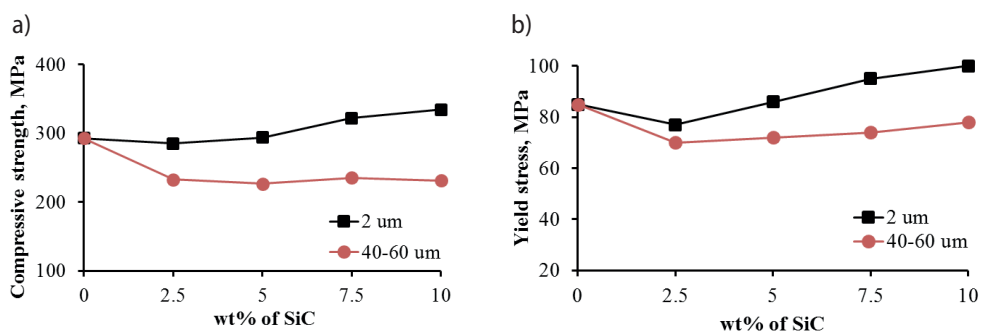 a)
Compressive strength, MPa
400
300
200
100
0
2.5
5
7.5
10
wt% of SiC
2 um
40-60 um
b)
Yield stress, MPa
100
80
60
40
20
0
2.5
5
7.5
10
wt% of SiC
2 um
40-60 um